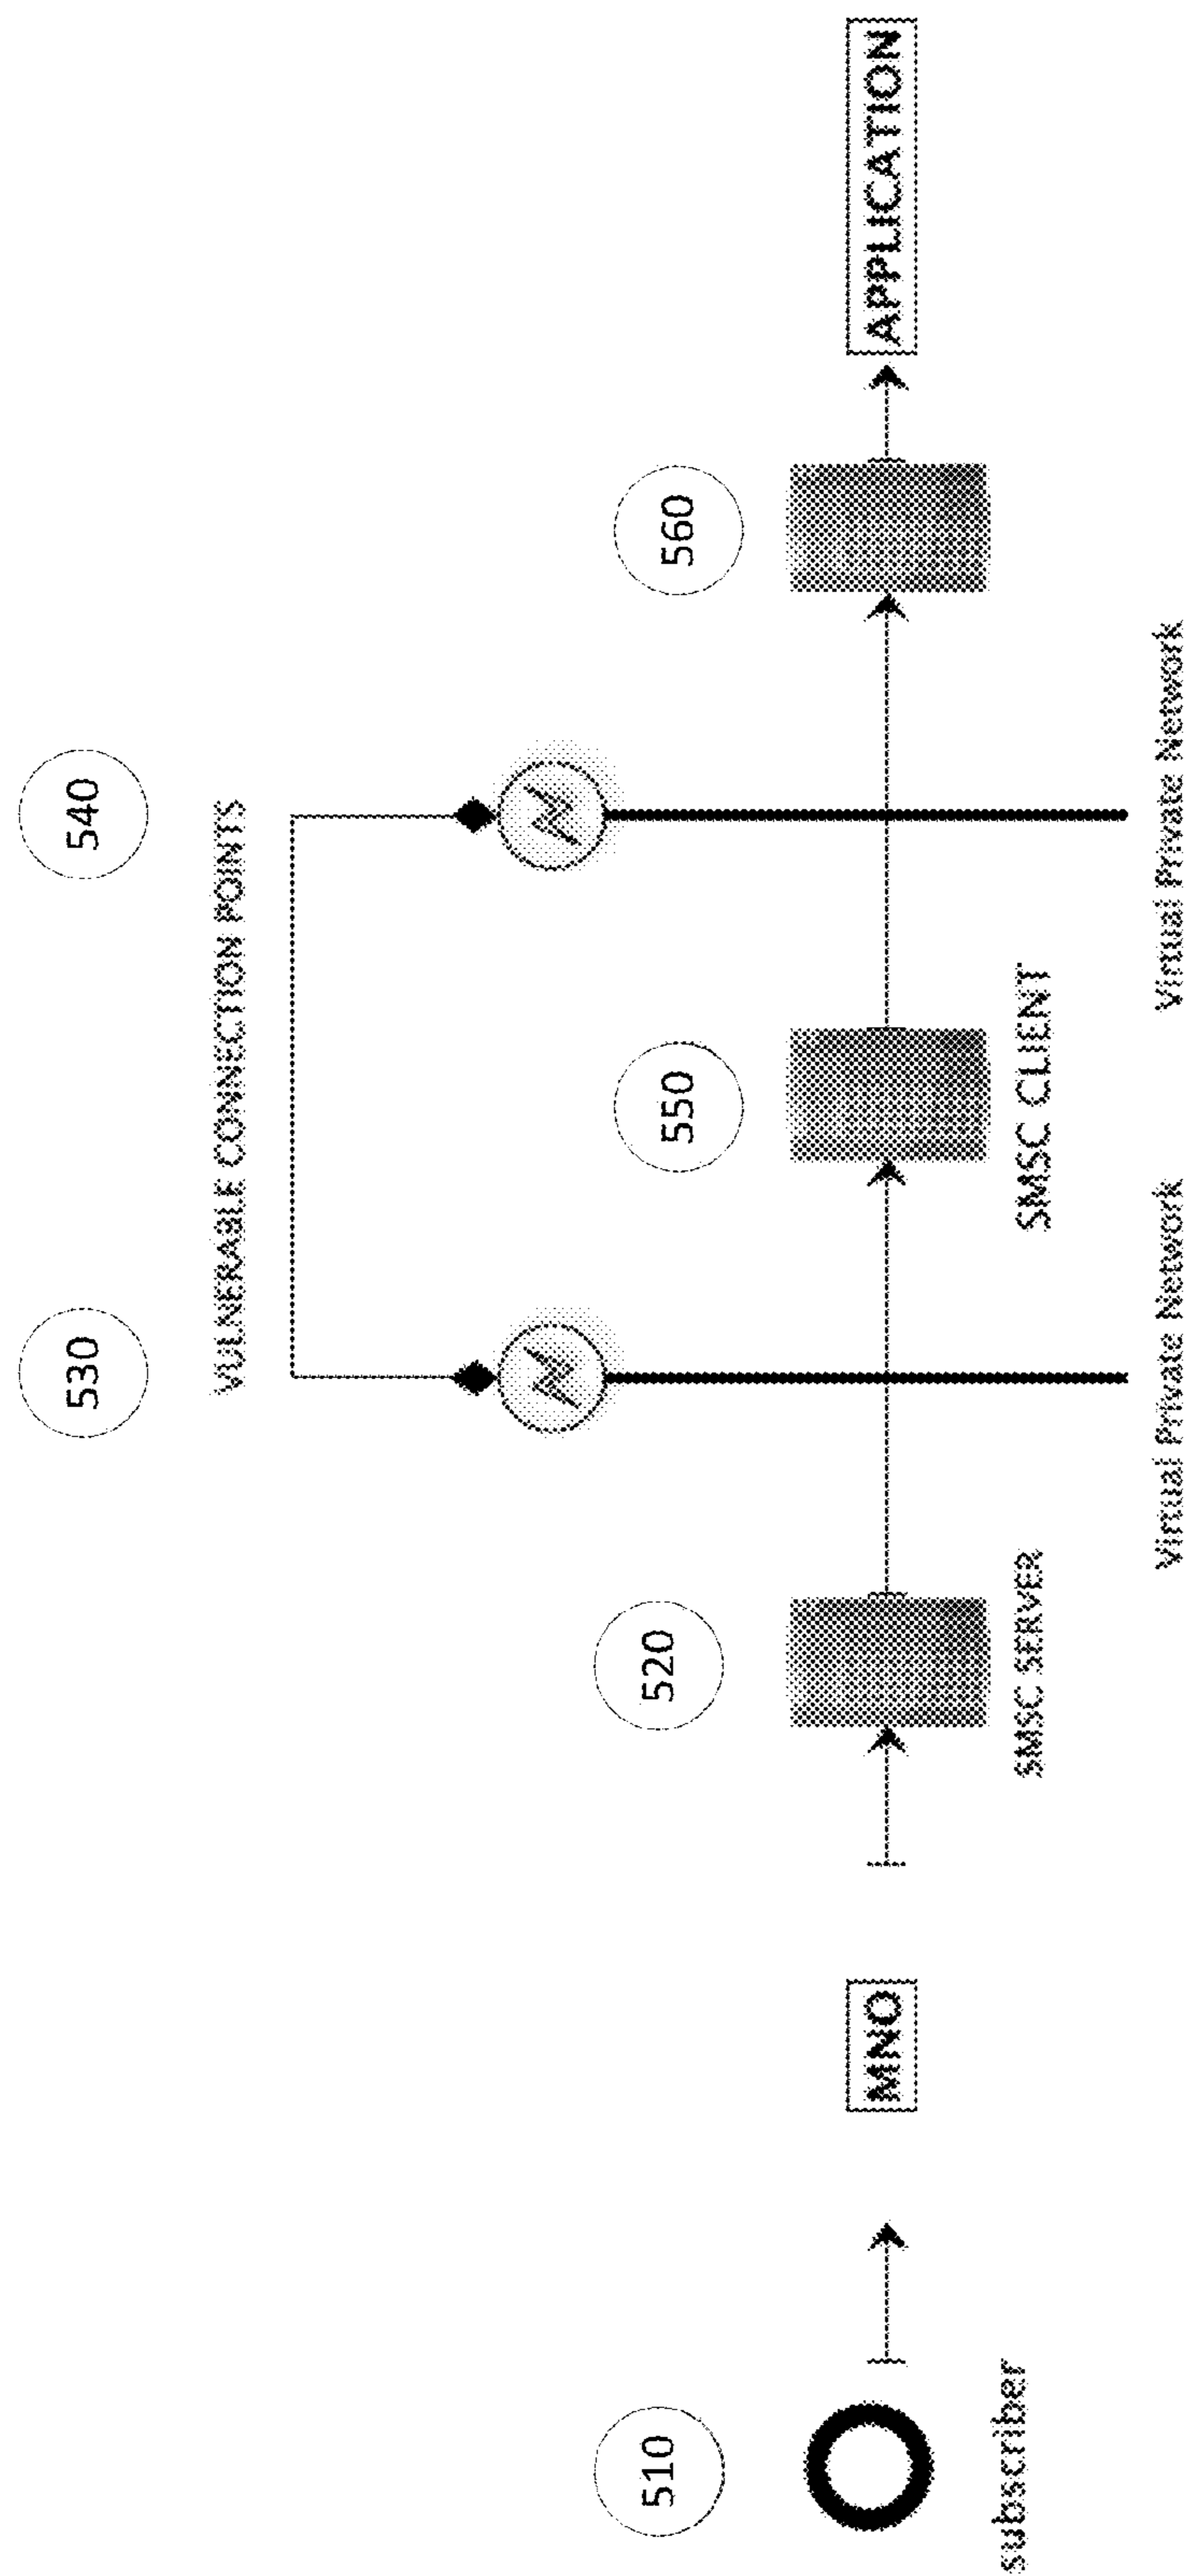 530
540
VULNERABLE CONNECTION POINTS
510
520
550
560
MNO
APPLICATION
subscriber
SMSC SERVER
SMSC CLIENT
Virtual Private Network
Virtual Private Network